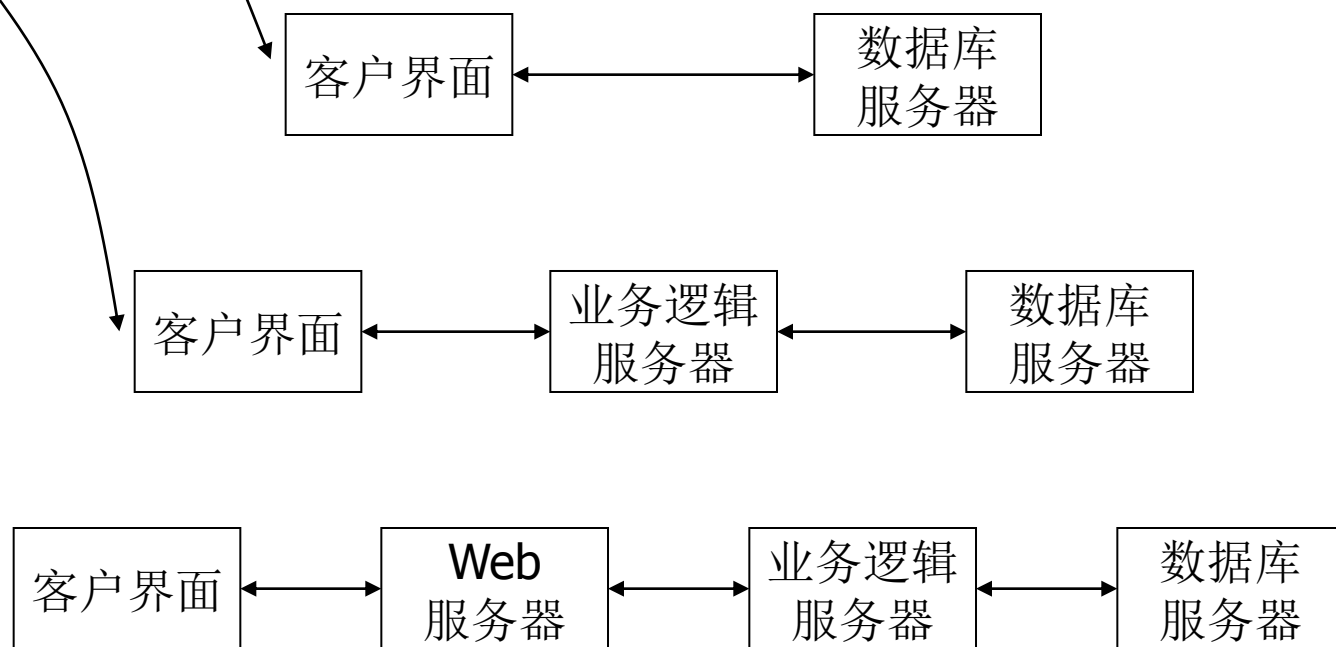 客户界面
数据库
服务器
客户界面
业务逻辑
服务器
数据库
服务器
客户界面
Web
服务器
业务逻辑
服务器
数据库
服务器